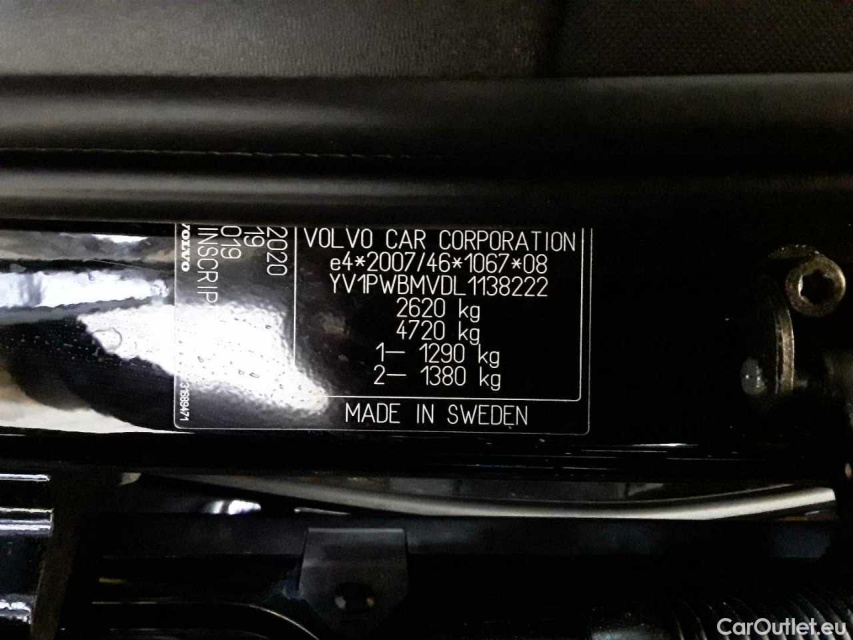 VOLVO CAR CORPORATION
e4*2007/46*1067*08
YV1PWBMVDL1138222
2620 kg
4720 kg
1– 1290 kg
2– 1380 kg
MADE IN SWEDEN
2020
19
019
INSCRIP
VOLVO
CarOutlet.eu